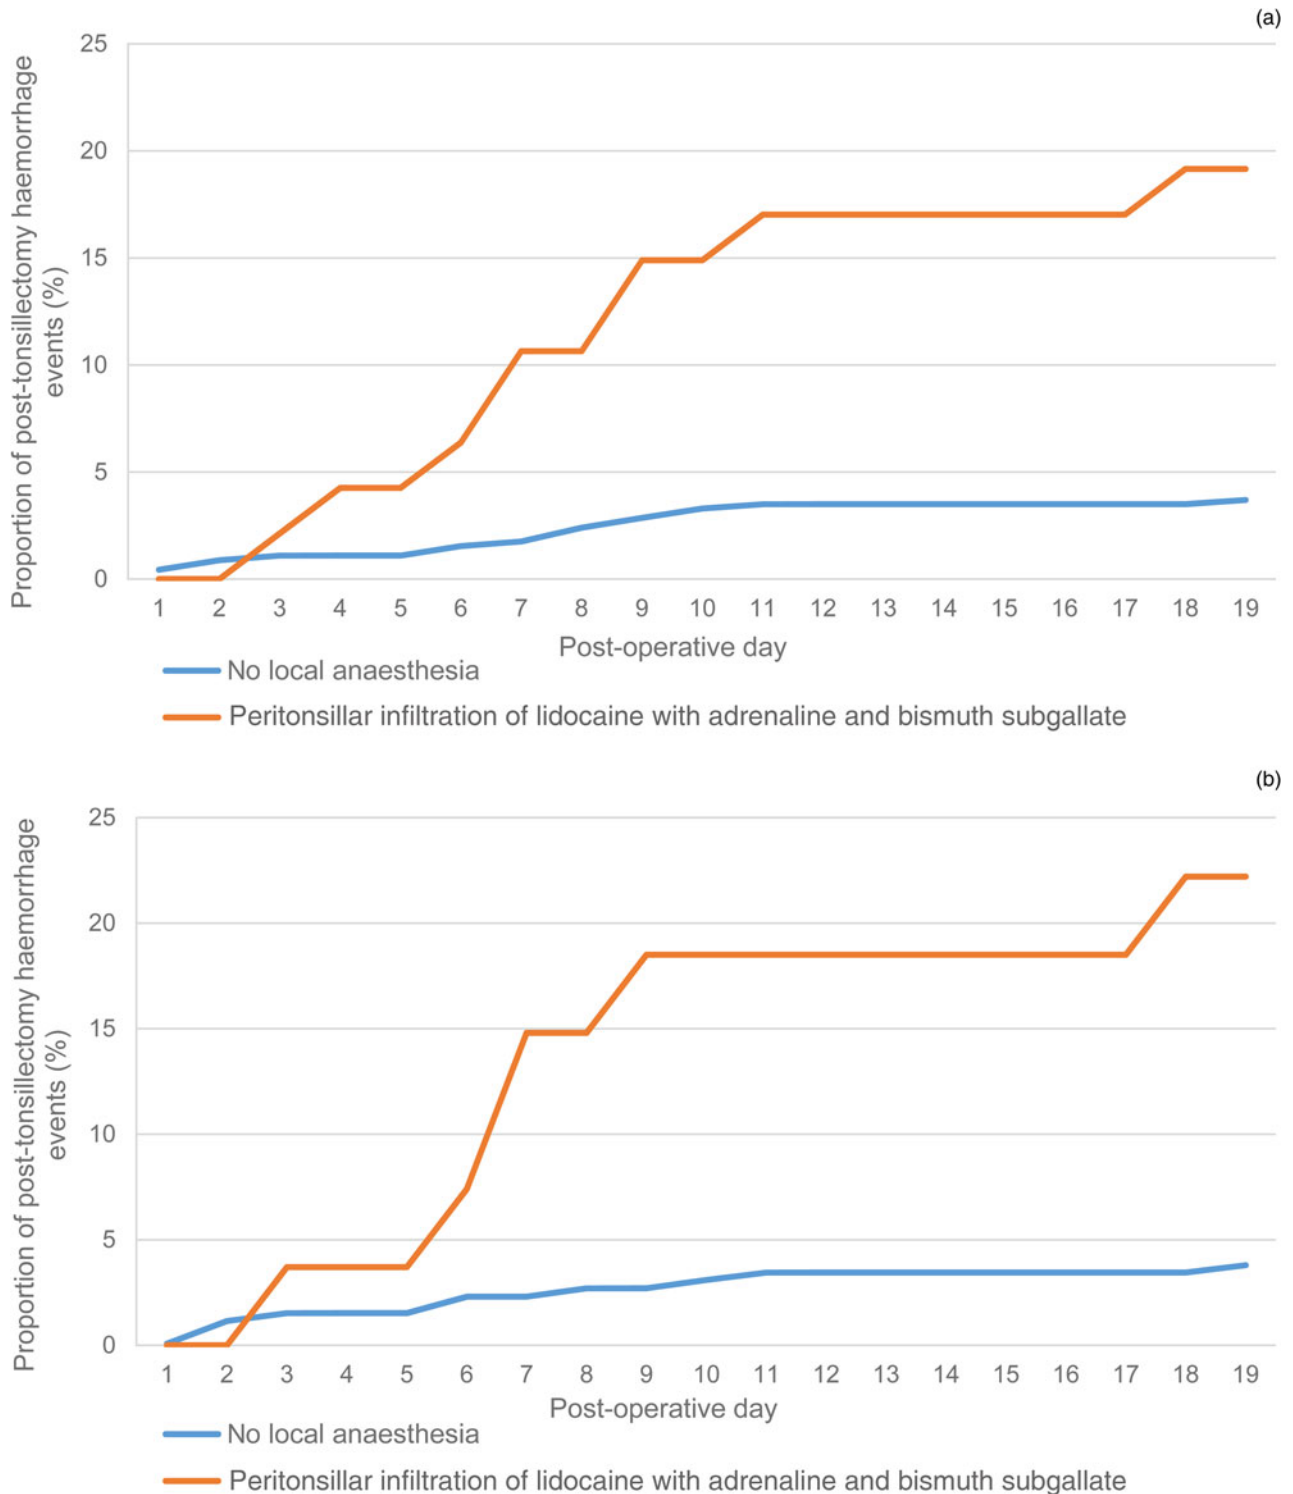 (a)
Proportion of post-tonsillectomy haemorrhage
events (%)
25
20
15
10
5
0
1 2 3 4 5 6 7 8 9 10 11 12 13 14 15 16 17 18 19
Post-operative day
No local anaesthesia
Peritonsillar infiltration of lidocaine with adrenaline and bismuth subgallate
(b)
Proportion of post-tonsillectomy haemorrhage
events (%)
25
20
15
10
5
0
1 2 3 4 5 6 7 8 9 10 11 12 13 14 15 16 17 18 19
Post-operative day
No local anaesthesia
Peritonsillar infiltration of lidocaine with adrenaline and bismuth subgallate